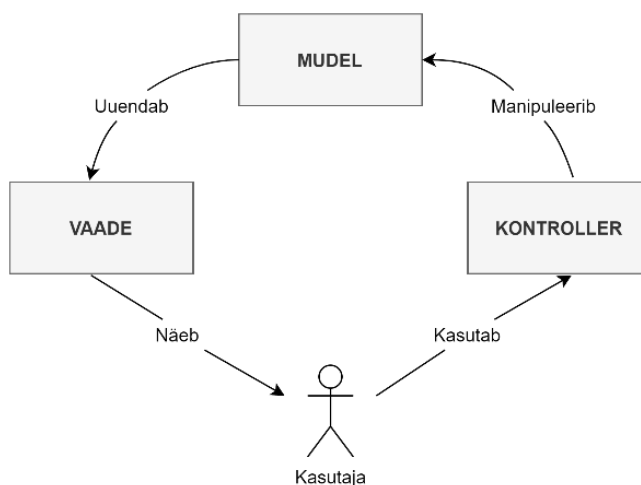 MUDEL
Uuendab
Manipuleerib
VAADE
KONTROLLER
Näeb
Kasutab
Kasutaja